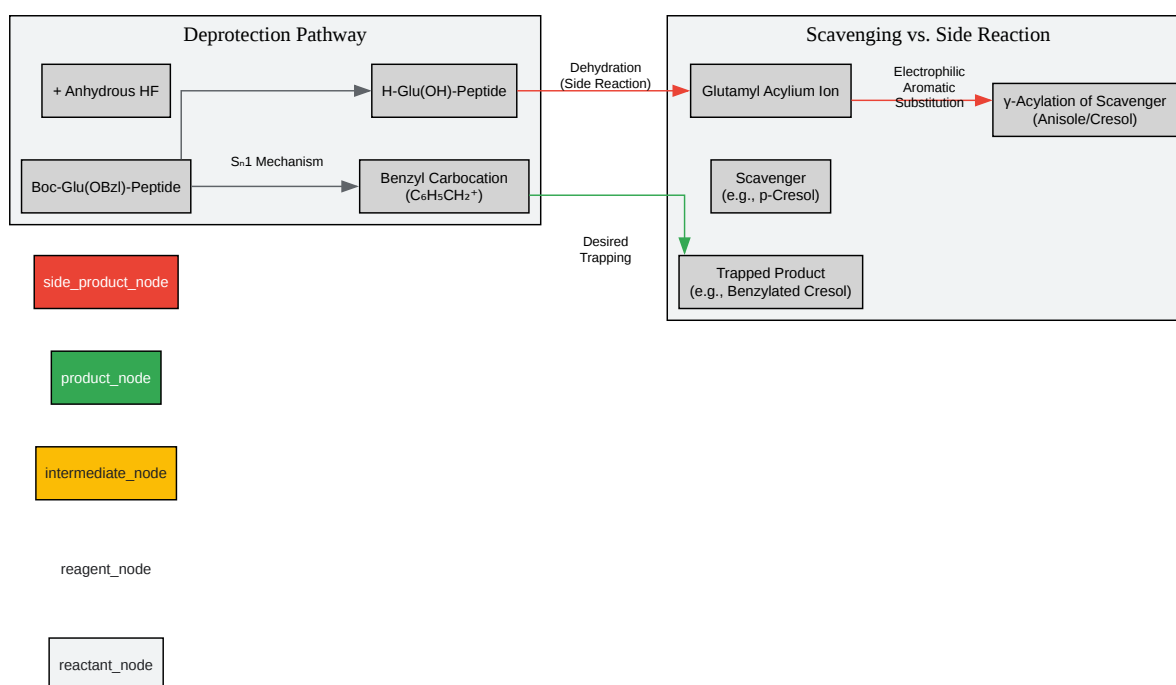 Deprotection Pathway
+ Anhydrous HF
H-Glu(OH)-Peptide
Boc-Glu(OBzl)-Peptide
Sₙ1 Mechanism
Benzyl Carbocation
(C₆H₅CH₂⁺)
Dehydration
(Side Reaction)
Desired
Trapping
Scavenging vs. Side Reaction
Glutamyl Acylium Ion
Electrophilic
Aromatic
Substitution
γ-Acylation of Scavenger
(Anisole/Cresol)
Scavenger
(e.g., p-Cresol)
Trapped Product
(e.g., Benzylated Cresol)
side_product_node
product_node
intermediate_node
reagent_node
reactant_node